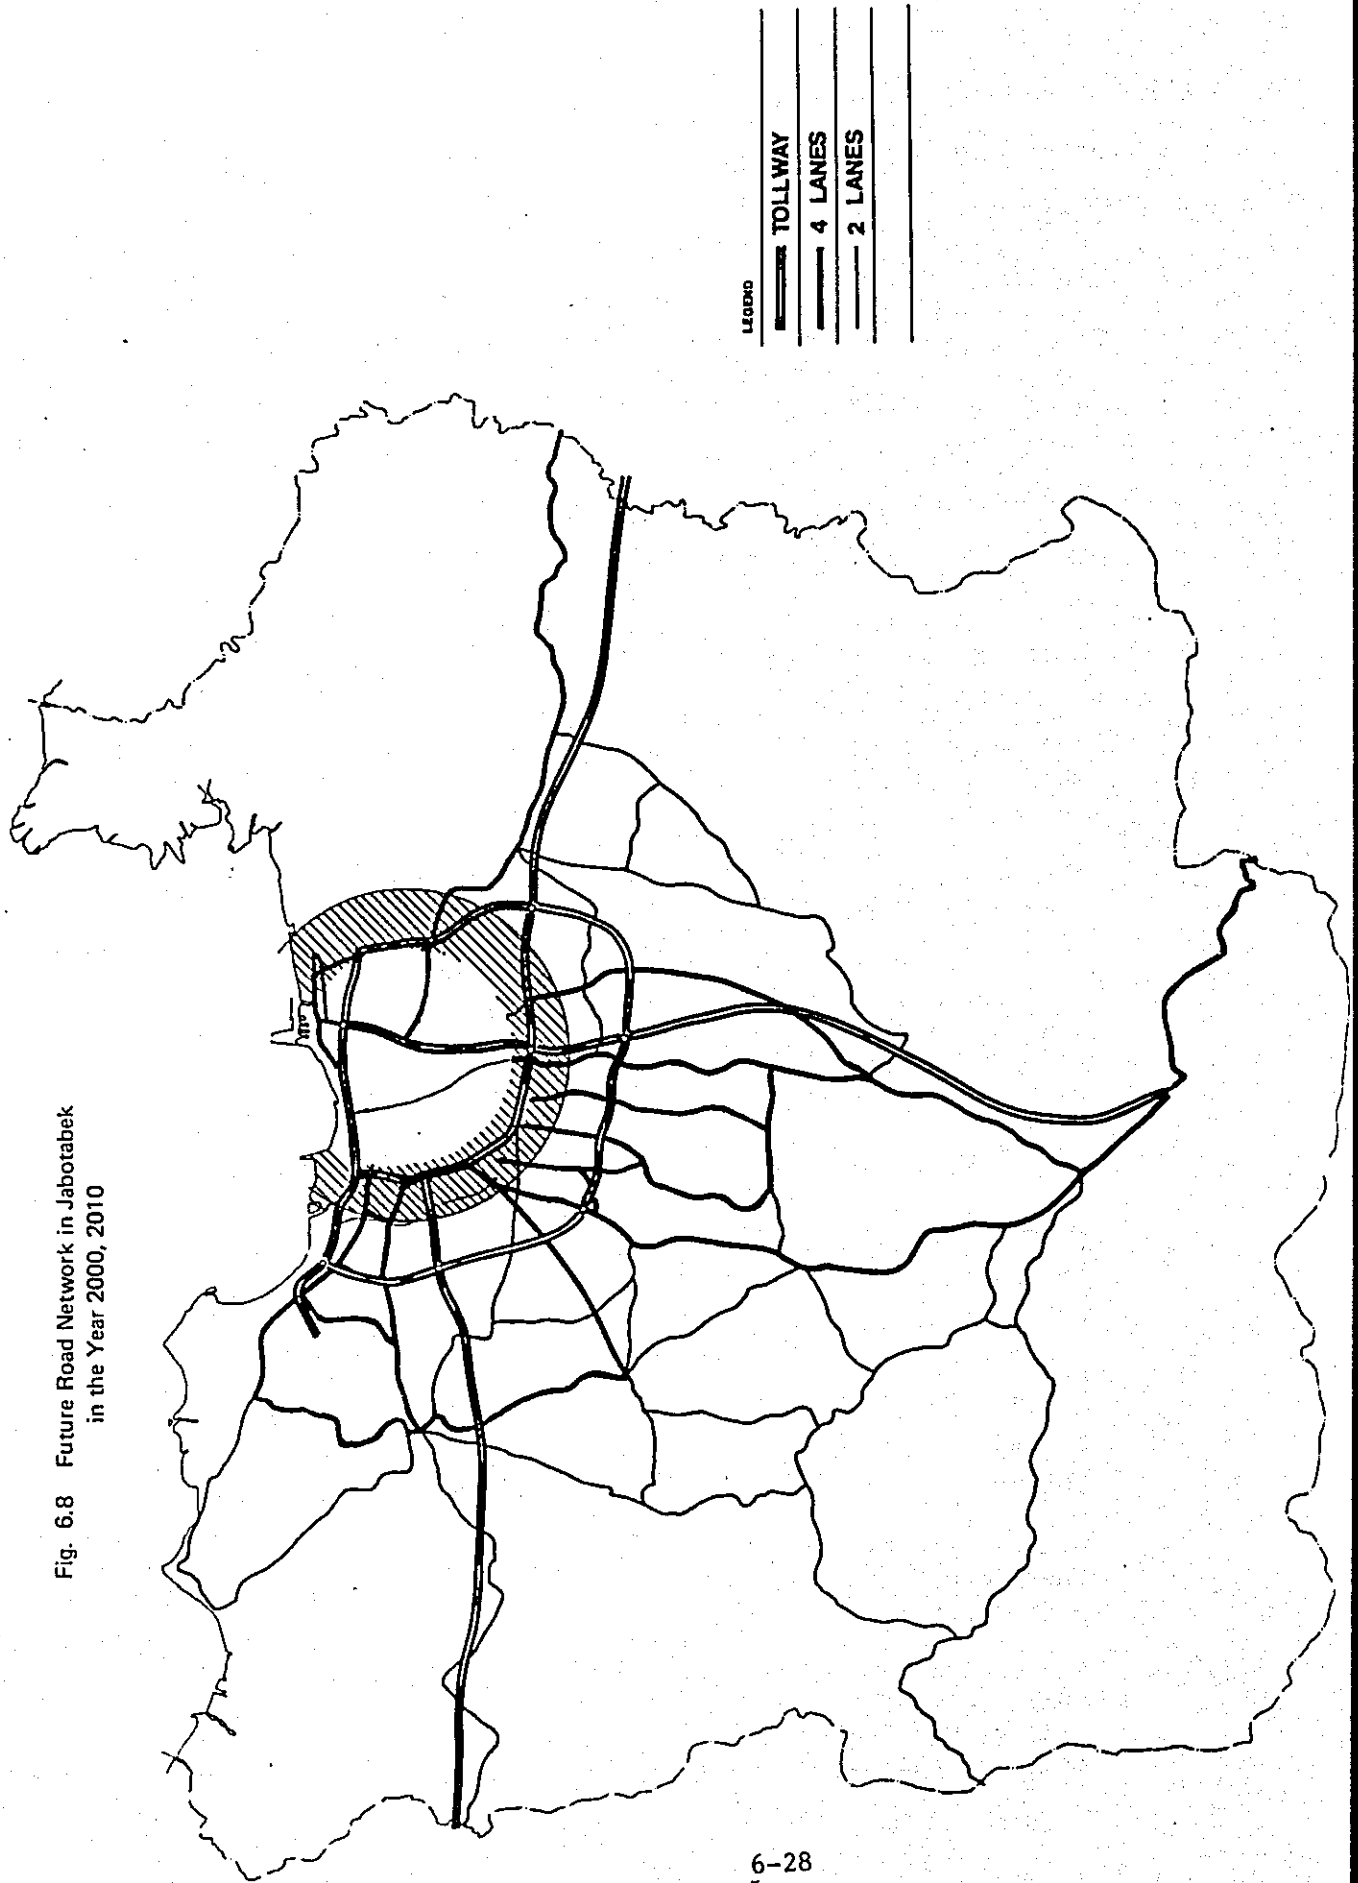 Fig. 6.8 Future Road Network in Jabotabek
in the Year 2000, 2010
LEGEND
TOLLWAY
4 LANES
2 LANES
6-28